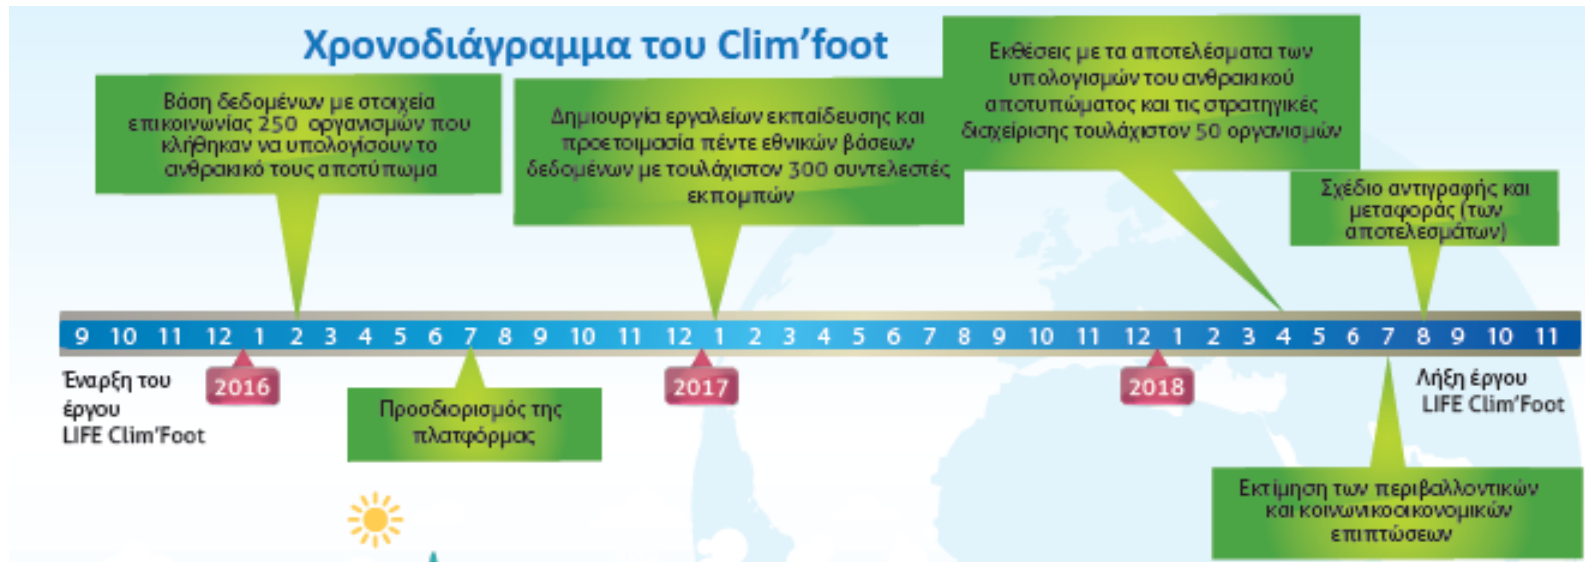 Χρονοδιάγραμμα του Clim'foot
Βάση δεδομένων με στοιχεία
επικοινωνίας 250 οργανισμών που
κλήθηκαν να υπολογίσουν το
ανθρακικό τους αποτύπωμα
Δημιουργία εργαλείων εκπαίδευσης και
προετοιμασία πέντε εθνικών βάσεων
δεδομένων με τουλάχιστον 300 συντελεστές
εκπομπών
Εκθέσεις με τα αποτελέσματα των
υπολογισμών του ανθρακικού
αποτυπώματος και τις στρατηγικές
διαχείρισης τουλάχιστον 50 οργανισμών
Σχέδιο αντιγραφής και
μεταφοράς (των
αποτελεσμάτων)
9 10 11 12 1 2 3 4 5 6 7 8 9 10 11 12 1 2 3 4 5 6 7 8 9 10 11 12 1 2 3 4 5 6 7 8 9 10 11
2016
2017
2018
Έναρξη του
έργου
LIFE Clim'Foot
Προσδιορισμός της
πλατφόρμας
Λήξη έργου
LIFE Clim'Foot
Εκτίμηση των περιβαλλοντικών
και κοινωνικοοικονομικών
επιπτώσεων